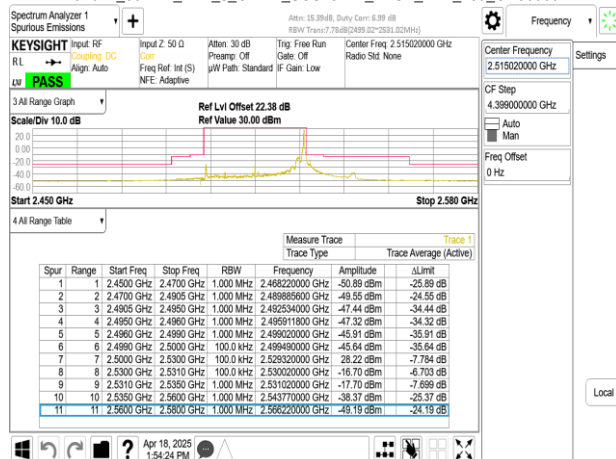 Spectrum Analyzer 1
Spurious Emissions
Attn: 15.39dB, Duty Corr: 6.99 dB
RBW Trans:7.78dB(2499.02~2531.02MHz)
Frequency
Settings
KEYSIGHT
RL
PASS
Input: RF
Coupling: DC
Align: Auto
Input Z: 50 Ω
Corr
Freq Ref: Int (S)
NFE: Adaptive
Atten: 30 dB
Preamp: Off
µW Path: Standard
Trig: Free Run
Gate: Off
IF Gain: Low
Center Freq: 2.515020000 GHz
Radio Std: None
Center Frequency
2.515020000 GHz
CF Step
4.399000000 GHz
Auto
Man
Freq Offset
0 Hz
Local
3 All Range Graph
Scale/Div 10.0 dB
Ref Lvl Offset 22.38 dB
Ref Value 30.00 dBm
20.0
0.00
-20.0
-40.0
-60.0
Start 2.450 GHz
Stop 2.580 GHz
4 All Range Table
Measure Trace Trace 1
Trace Type Trace Average (Active)
Spur Range Start Freq Stop Freq RBW Frequency Amplitude ΔLimit
1 1 2.4500 GHz 2.4700 GHz 1.000 MHz 2.468220000 GHz -50.89 dBm -25.89 dB
2 2 2.4700 GHz 2.4905 GHz 1.000 MHz 2.489885600 GHz -49.55 dBm -24.55 dB
3 3 2.4905 GHz 2.4950 GHz 1.000 MHz 2.492534000 GHz -47.44 dBm -34.44 dB
4 4 2.4950 GHz 2.4960 GHz 1.000 MHz 2.495911800 GHz -47.32 dBm -34.32 dB
5 5 2.4960 GHz 2.4990 GHz 1.000 MHz 2.499020000 GHz -45.91 dBm -35.91 dB
6 6 2.4990 GHz 2.5000 GHz 100.0 kHz 2.499490000 GHz -45.64 dBm -35.64 dB
7 7 2.5000 GHz 2.5300 GHz 100.0 kHz 2.529320000 GHz 28.22 dBm -7.784 dB
8 8 2.5300 GHz 2.5310 GHz 100.0 kHz 2.530020000 GHz -16.70 dBm -6.703 dB
9 9 2.5310 GHz 2.5350 GHz 1.000 MHz 2.531020000 GHz -17.70 dBm -7.699 dB
10 10 2.5350 GHz 2.5600 GHz 1.000 MHz 2.543770000 GHz -38.37 dBm -25.37 dB
11 11 2.5600 GHz 2.5800 GHz 1.000 MHz 2.566220000 GHz -49.19 dBm -24.19 dB
Apr 18, 2025
1:54:24 PM